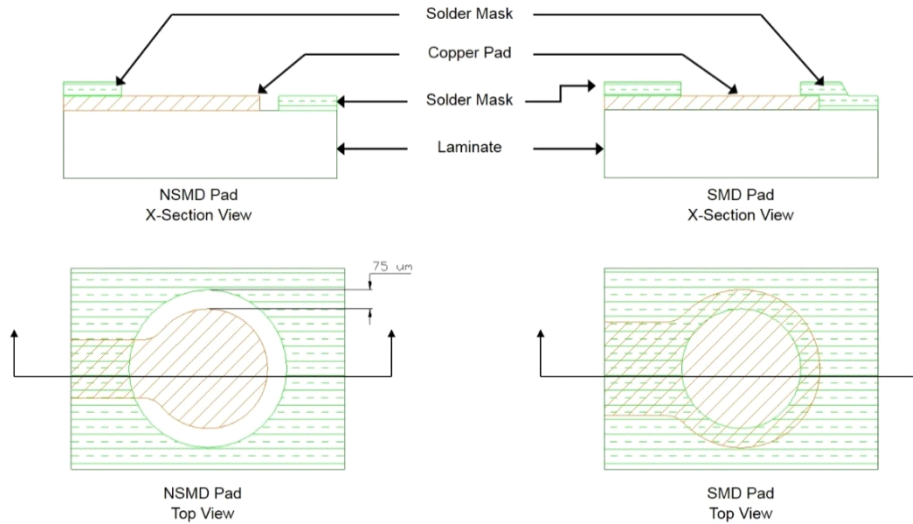 Solder Mask
Copper Pad
Solder Mask
Laminate
NSMD Pad
X-Section View
SMD Pad
X-Section View
75 um
NSMD Pad
Top View
SMD Pad
Top View